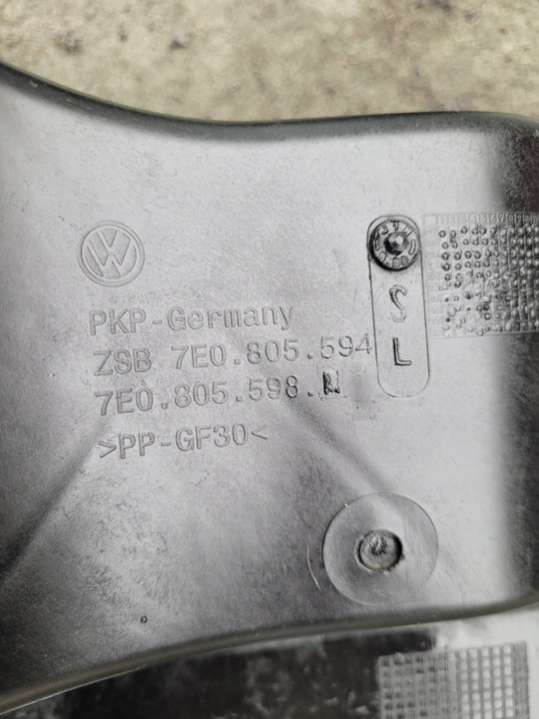 PKP-Germany
ZSB 7E0.805.594
7E0.805.598.N
>PP-GF30<
S
L